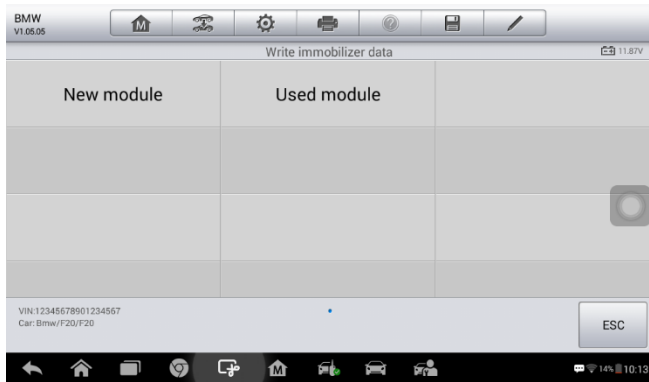 BMW
V1.05.05
Write immobilizer data
11.87V
New module
Used module
VIN:12345678901234567
Car: Bmw/F20/F20
ESC
14% 10:13